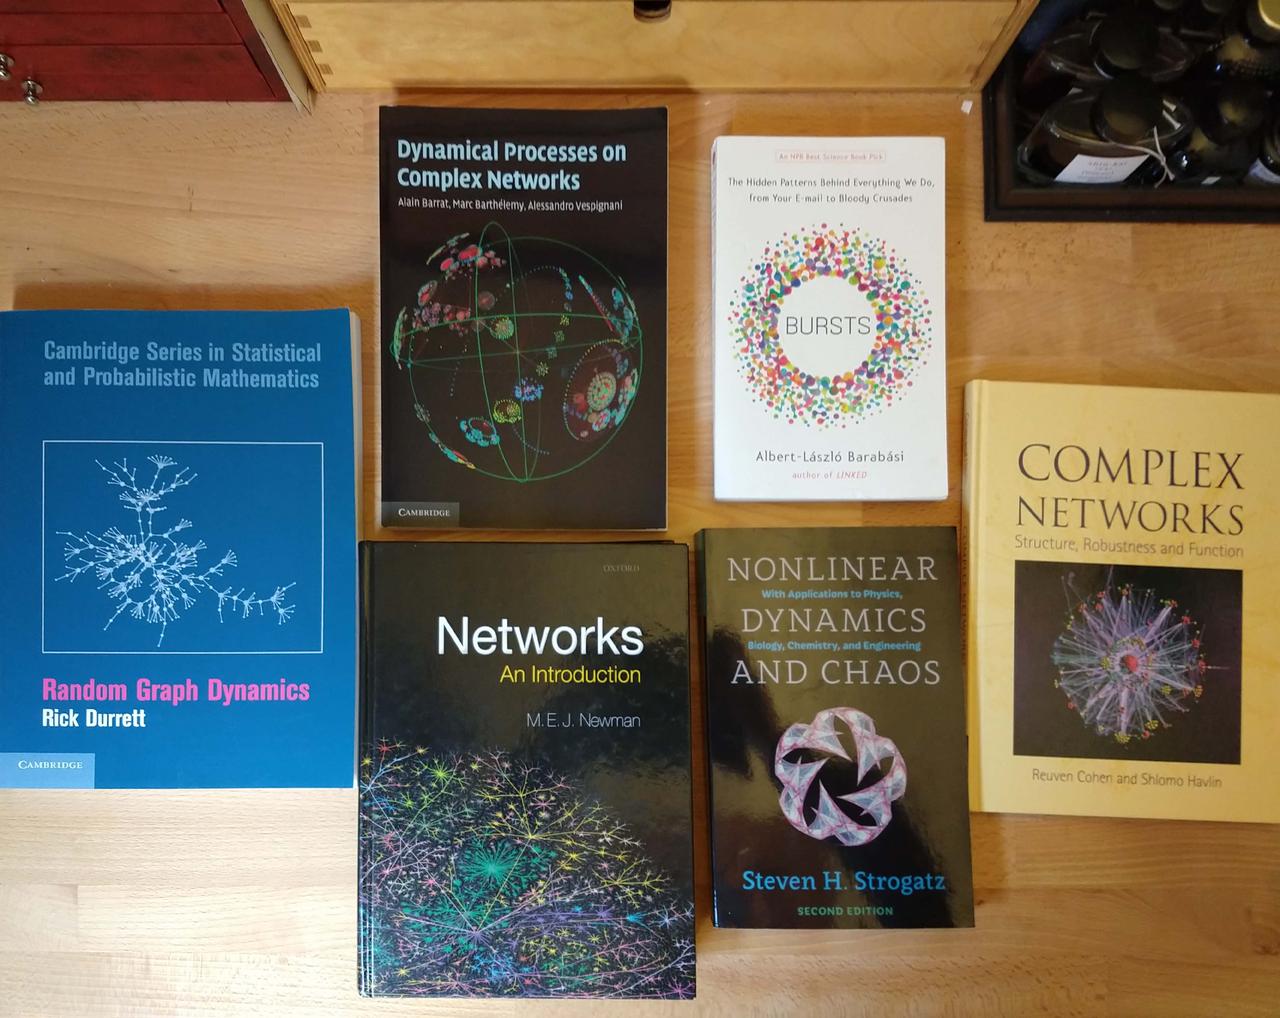 Cambridge Series in Statistical
and Probabilistic Mathematics
Random Graph Dynamics
Rick Durrett
CAMBRIDGE
Dynamical Processes on
Complex Networks
Alain Barrat, Marc Barthélemy, Alessandro Vespignani
CAMBRIDGE
OXFORD
Networks
An Introduction
M. E. J. Newman
An NPR Best Science Book Pick
The Hidden Patterns Behind Everything We Do,
from Your E-mail to Bloody Crusades
BURSTS
Albert-László Barabási
author of LINKED
NONLINEAR
With Applications to Physics,
DYNAMICS
Biology, Chemistry, and Engineering
AND CHAOS
Steven H. Strogatz
SECOND EDITION
COMPLEX
NETWORKS
Structure, Robustness and Function
Reuven Cohen and Shlomo Havlin